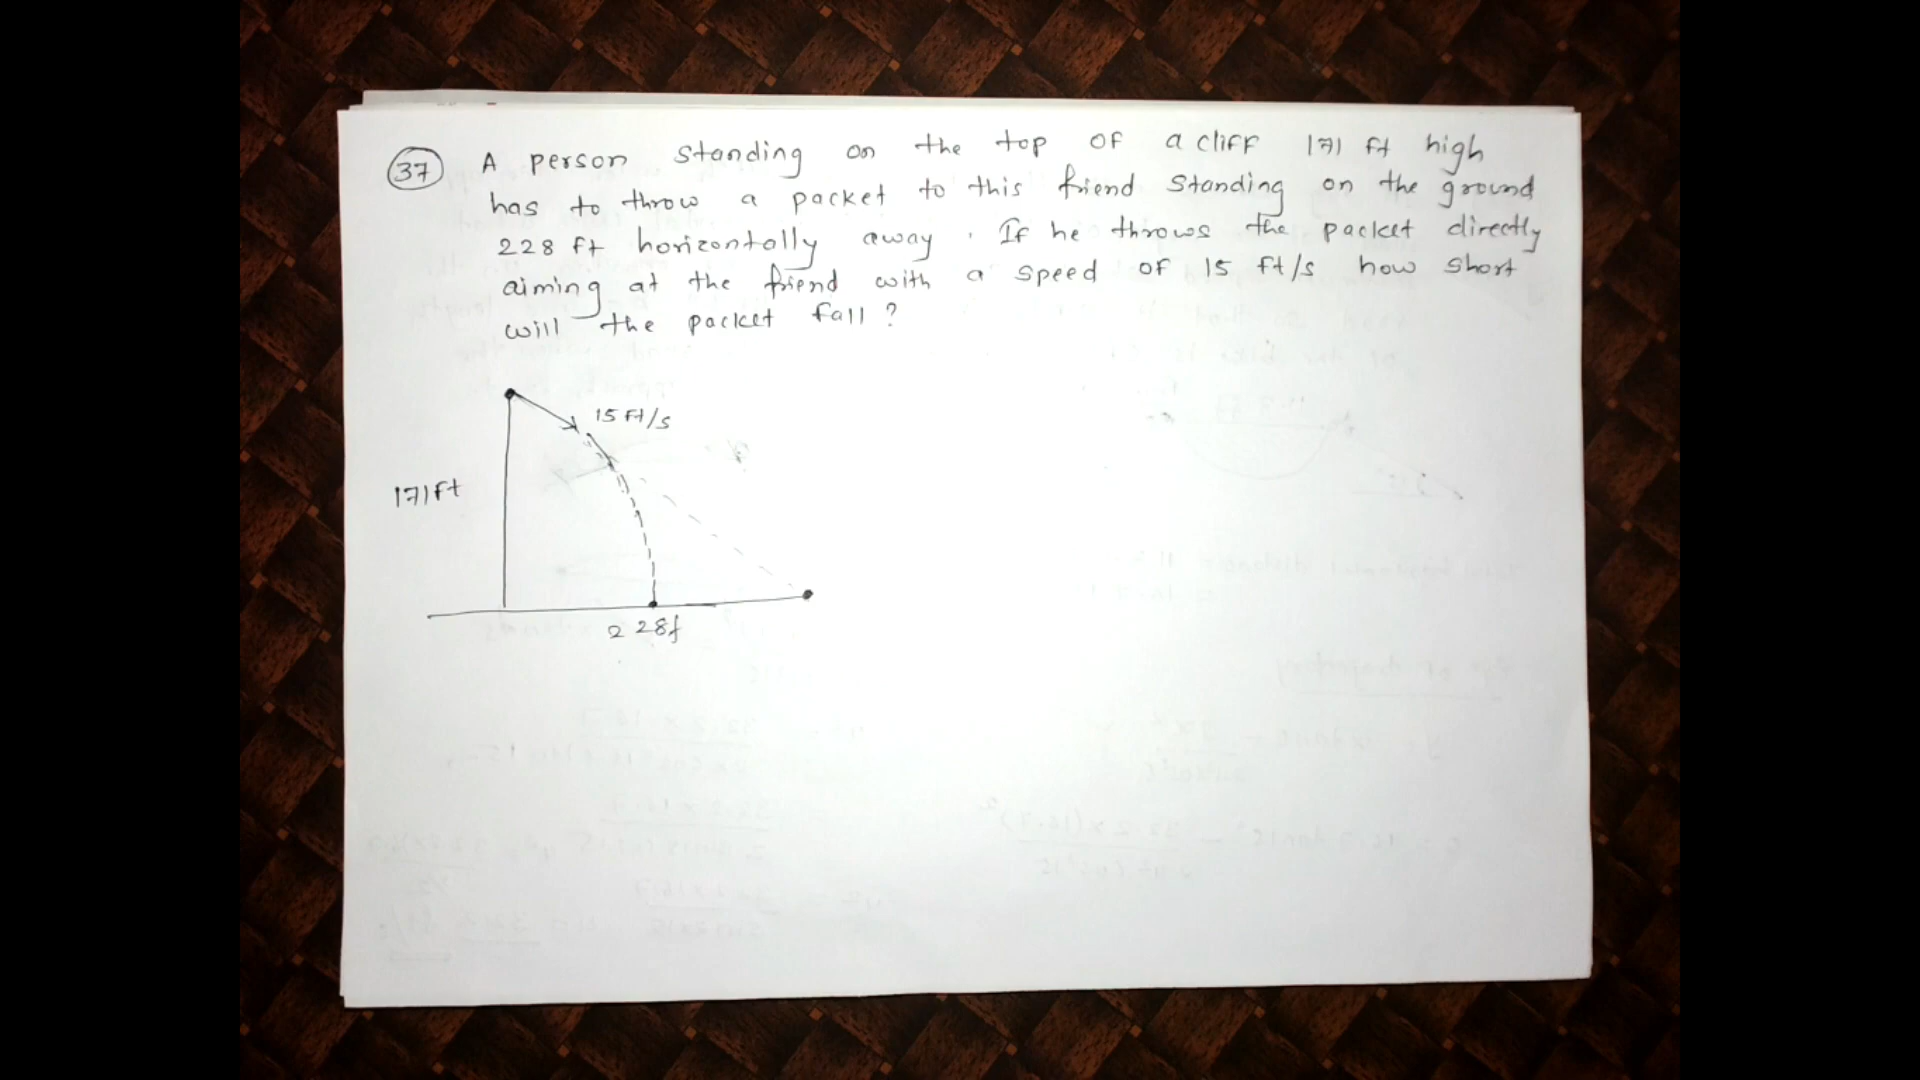 37 A person standing on the top of a cliff 171 ft high
has to throw a packet to this friend standing on the ground
228 ft horizontally away. If he throws the packet directly
aiming at the friend with a speed of 15 ft/s how short
will the packet fall?
15 ft/s
171 ft
228f